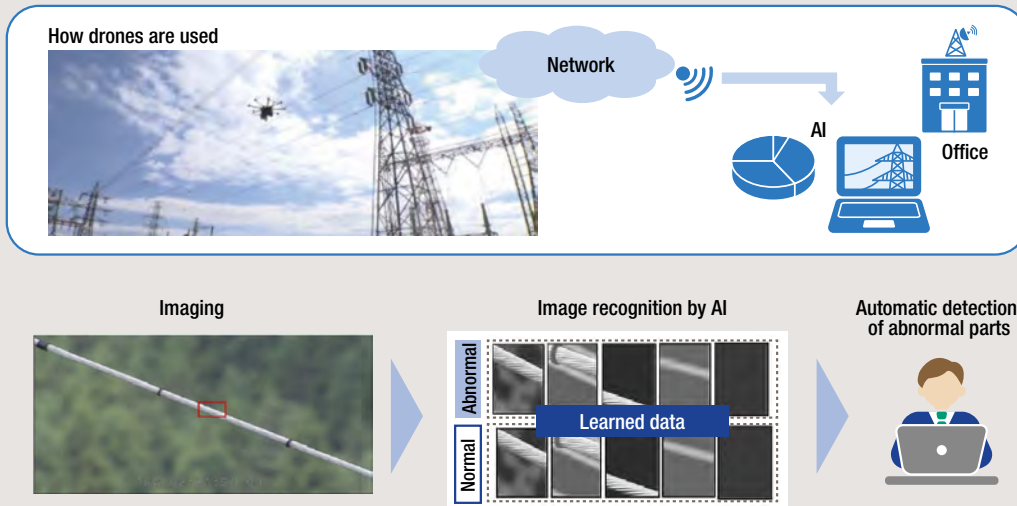 How drones are used
Network
AI
Office
Imaging
Image recognition by AI
Automatic detection
of abnormal parts
Abnormal
Learned data
Normal